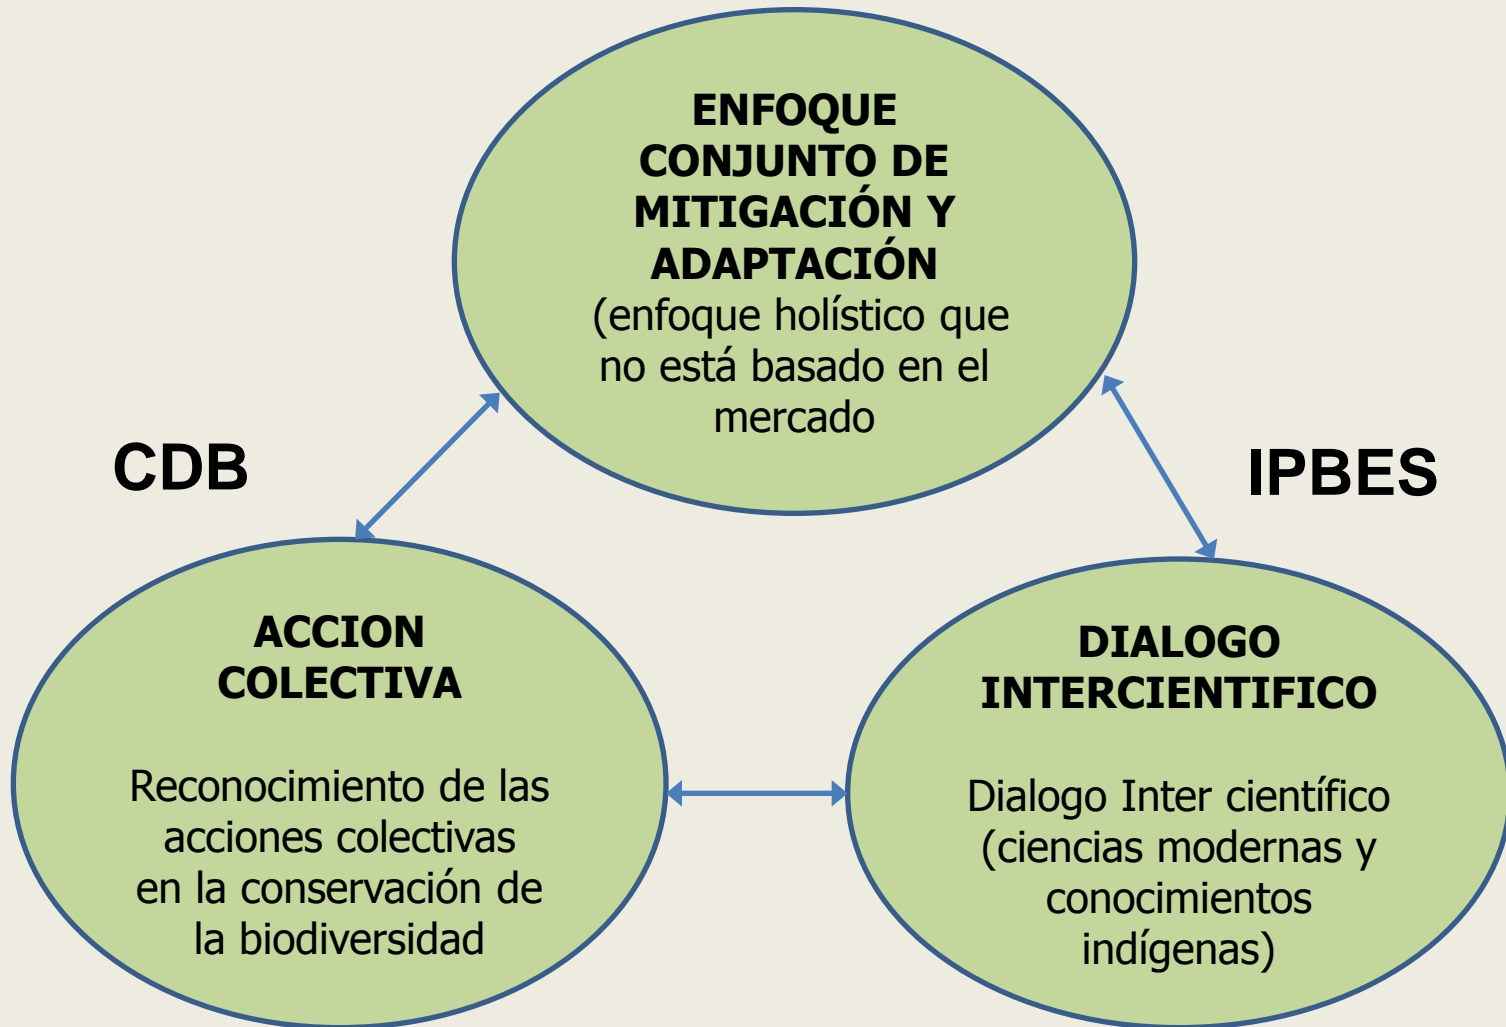 ENFOQUE
CONJUNTO DE
MITIGACIÓN Y
ADAPTACIÓN
(enfoque holístico que
no está basado en el
mercado
CDB
IPBES
ACCION
COLECTIVA
Reconocimiento de las
acciones colectivas
en la conservación de
la biodiversidad
DIALOGO
INTERCIENTIFICO
Dialogo Inter científico
(ciencias modernas y
conocimientos
indígenas)